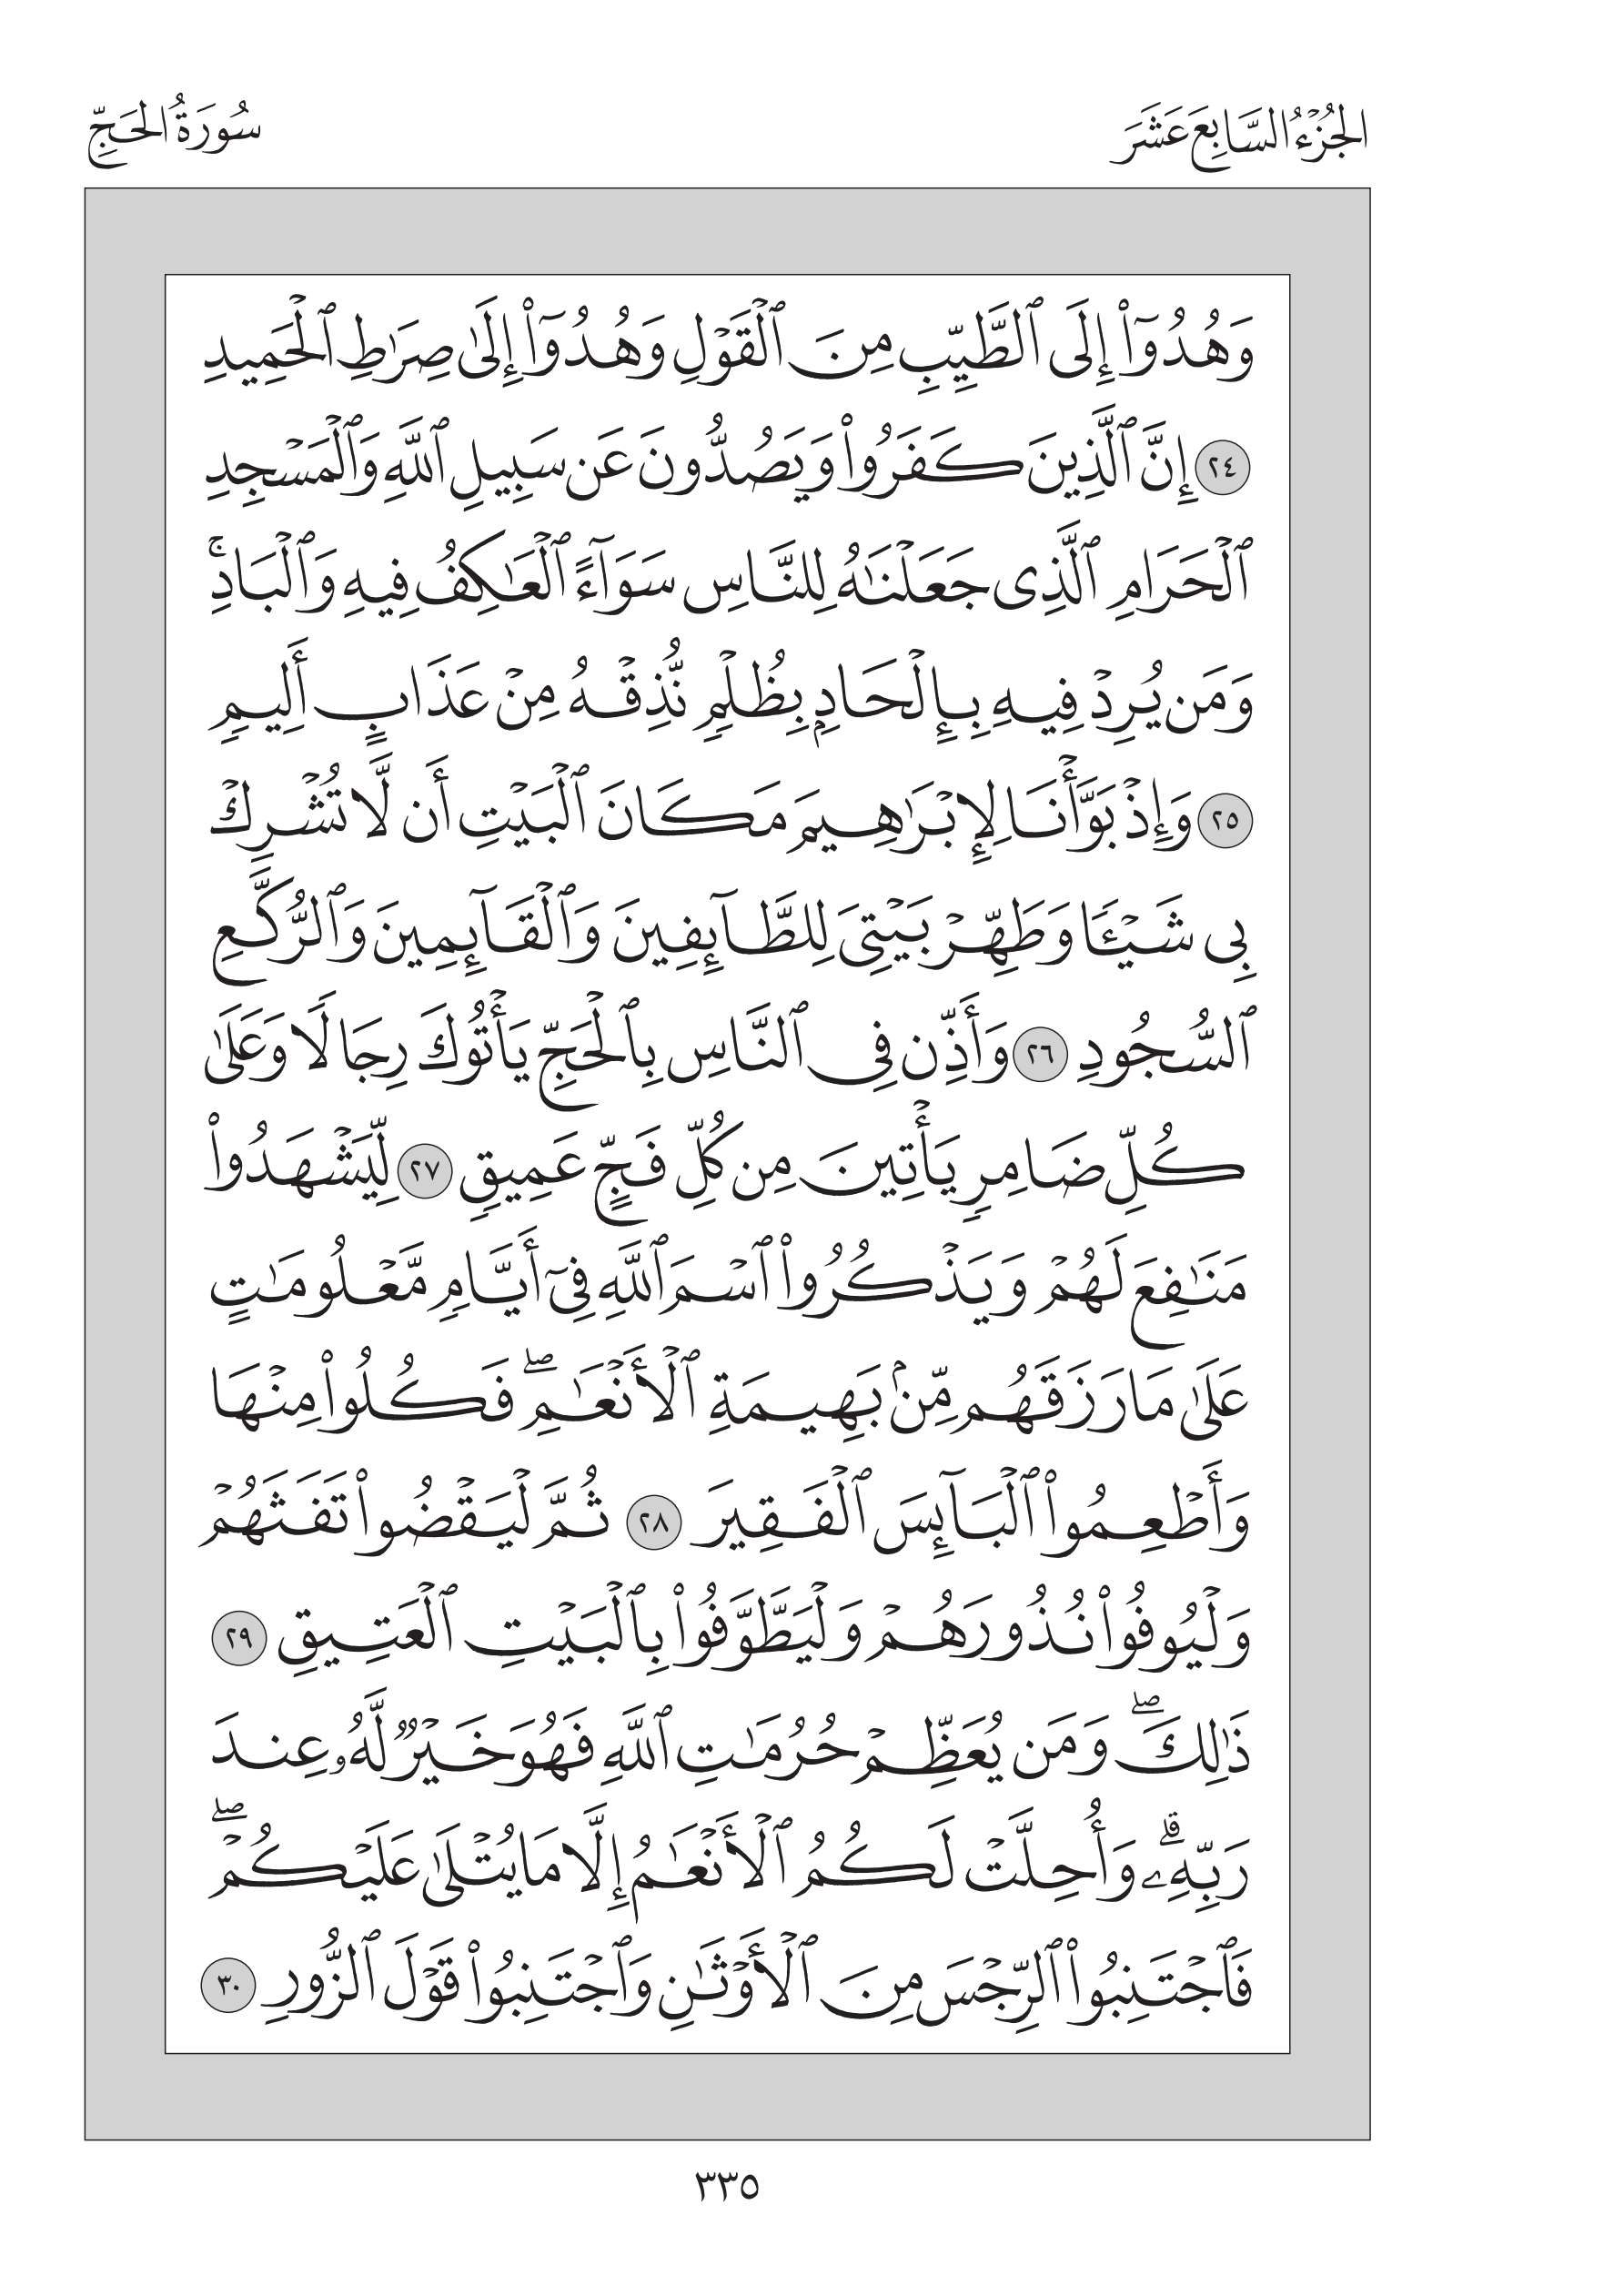 الجُزْءُ السَّابِعَ عَشَرَ
سُورَةُ الحَجِّ
وَهُدُوٓاْ إِلَى ٱلطَّيِّبِ مِنَ ٱلْقَوْلِ وَهُدُوٓاْ إِلَىٰ صِرَٰطِ ٱلْحَمِيدِ
٢٤ إِنَّ ٱلَّذِينَ كَفَرُواْ وَيَصُدُّونَ عَن سَبِيلِ ٱللَّهِ وَٱلْمَسْجِدِ
ٱلْحَرَامِ ٱلَّذِى جَعَلْنَٰهُ لِلنَّاسِ سَوَآءً ٱلْعَٰكِفُ فِيهِ وَٱلْبَادِۚ
وَمَن يُرِدْ فِيهِ بِإِلْحَادِۭ بِظُلْمٍ نُّذِقْهُ مِنْ عَذَابٍ أَلِيمٍ
٢٥ وَإِذْ بَوَّأْنَا لِإِبْرَٰهِيمَ مَكَانَ ٱلْبَيْتِ أَن لَّا تُشْرِكْ
بِى شَيْـًٔا وَطَهِّرْ بَيْتِىَ لِلطَّآئِفِينَ وَٱلْقَآئِمِينَ وَٱلرُّكَّعِ
ٱلسُّجُودِ ٢٦ وَأَذِّن فِى ٱلنَّاسِ بِٱلْحَجِّ يَأْتُوكَ رِجَالًا وَعَلَىٰ
كُلِّ ضَامِرٍ يَأْتِينَ مِن كُلِّ فَجٍّ عَمِيقٍ ٢٧ لِّيَشْهَدُواْ
مَنَٰفِعَ لَهُمْ وَيَذْكُرُواْ ٱسْمَ ٱللَّهِ فِىٓ أَيَّامٍ مَّعْلُومَٰتٍ
عَلَىٰ مَا رَزَقَهُم مِّنۢ بَهِيمَةِ ٱلْأَنْعَٰمِۖ فَكُلُواْ مِنْهَا
وَأَطْعِمُواْ ٱلْبَآئِسَ ٱلْفَقِيرَ ٢٨ ثُمَّ لْيَقْضُواْ تَفَثَهُمْ
وَلْيُوفُواْ نُذُورَهُمْ وَلْيَطَّوَّفُواْ بِٱلْبَيْتِ ٱلْعَتِيقِ ٢٩
ذَٰلِكَۖ وَمَن يُعَظِّمْ حُرُمَٰتِ ٱللَّهِ فَهُوَ خَيْرٌ لَّهُۥ عِندَ
رَبِّهِۦۗ وَأُحِلَّتْ لَكُمُ ٱلْأَنْعَٰمُ إِلَّا مَا يُتْلَىٰ عَلَيْكُمْۖ
فَٱجْتَنِبُواْ ٱلرِّجْسَ مِنَ ٱلْأَوْثَٰنِ وَٱجْتَنِبُواْ قَوْلَ ٱلزُّورِ ٣٠
٣٣٥